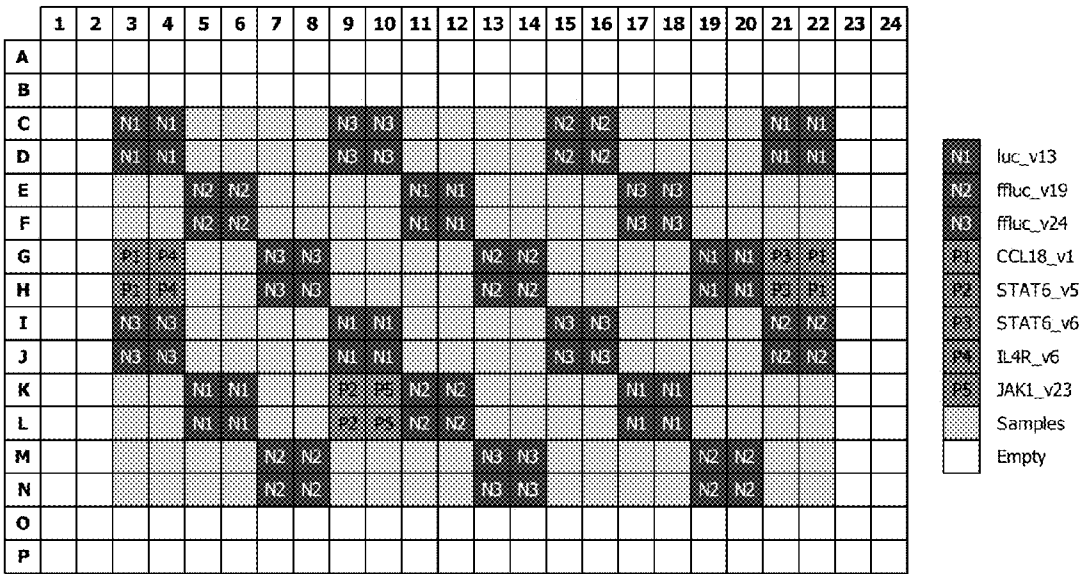 1 2 3 4 5 6 7 8 9 10 11 12 13 14 15 16 17 18 19 20 21 22 23 24
A
B
C N1 N1 N3 N3 N2 N2 N1 N1
D N1 N1 N3 N3 N2 N2 N1 N1
E N2 N2 N1 N1 N3 N3
F N2 N2 N1 N1 N3 N3
G P1 P4 N3 N3 N2 N2 N1 N1 P3 P1
H P1 P4 N3 N3 N2 N2 N1 N1 P3 P1
I N3 N3 N1 N1 N3 N3 N2 N2
J N3 N3 N1 N1 N3 N3 N2 N2
K N1 N1 P2 P5 N2 N2 N1 N1
L N1 N1 P2 P5 N2 N2 N1 N1
M N2 N2 N3 N3 N2 N2
N N2 N2 N3 N3 N2 N2
O
P
N1 luc_v13
N2 ffluc_v19
N3 ffluc_v24
P1 CCL18_v1
P2 STAT6_v5
P3 STAT6_v6
P4 IL4R_v6
P5 JAK1_v23
Samples
Empty